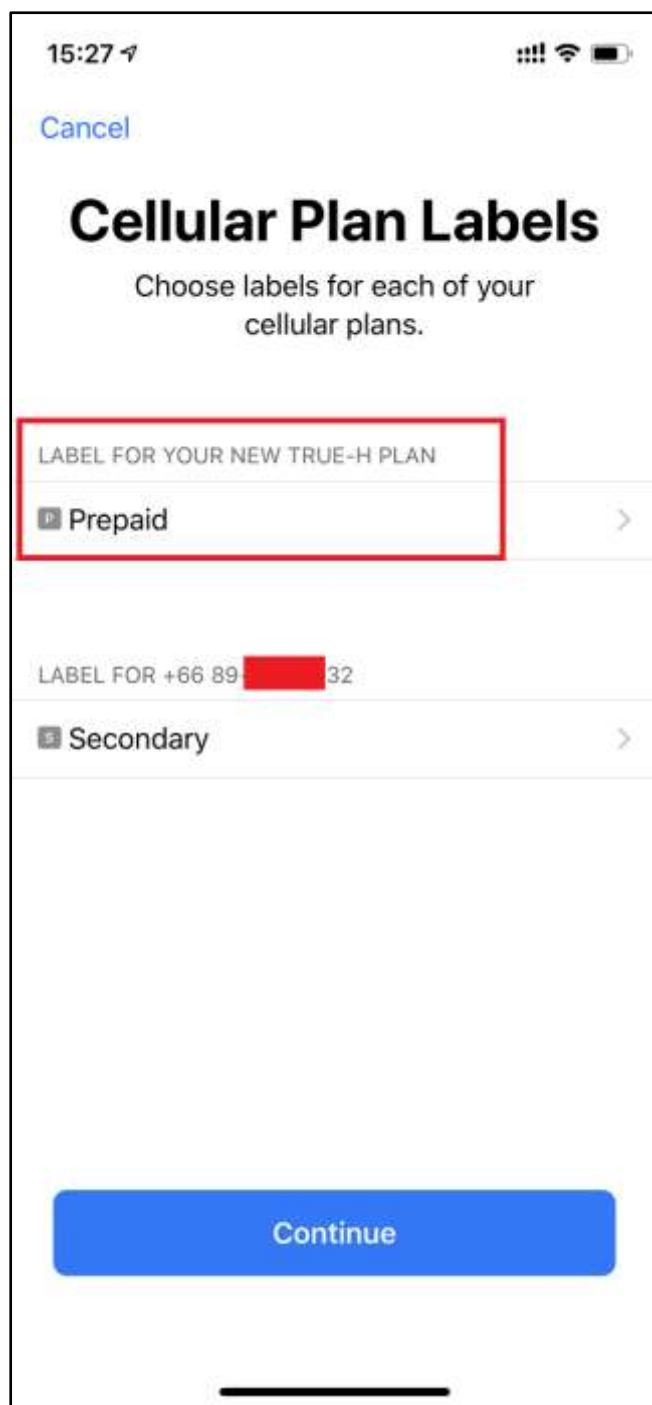 15:27
Cancel
Cellular Plan Labels
Choose labels for each of your
cellular plans.
LABEL FOR YOUR NEW TRUE-H PLAN
P Prepaid
LABEL FOR +66 89 32
S Secondary
Continue